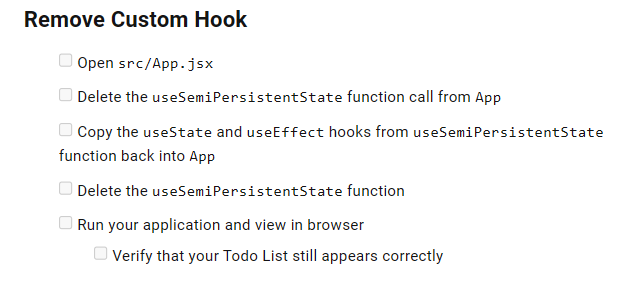 Remove Custom Hook
Open src/App.jsx
Delete the useSemiPersistentState function call from App
Copy the useState and useEffect hooks from useSemiPersistentState
function back into App
Delete the useSemiPersistentState function
Run your application and view in browser
Verify that your Todo List still appears correctly